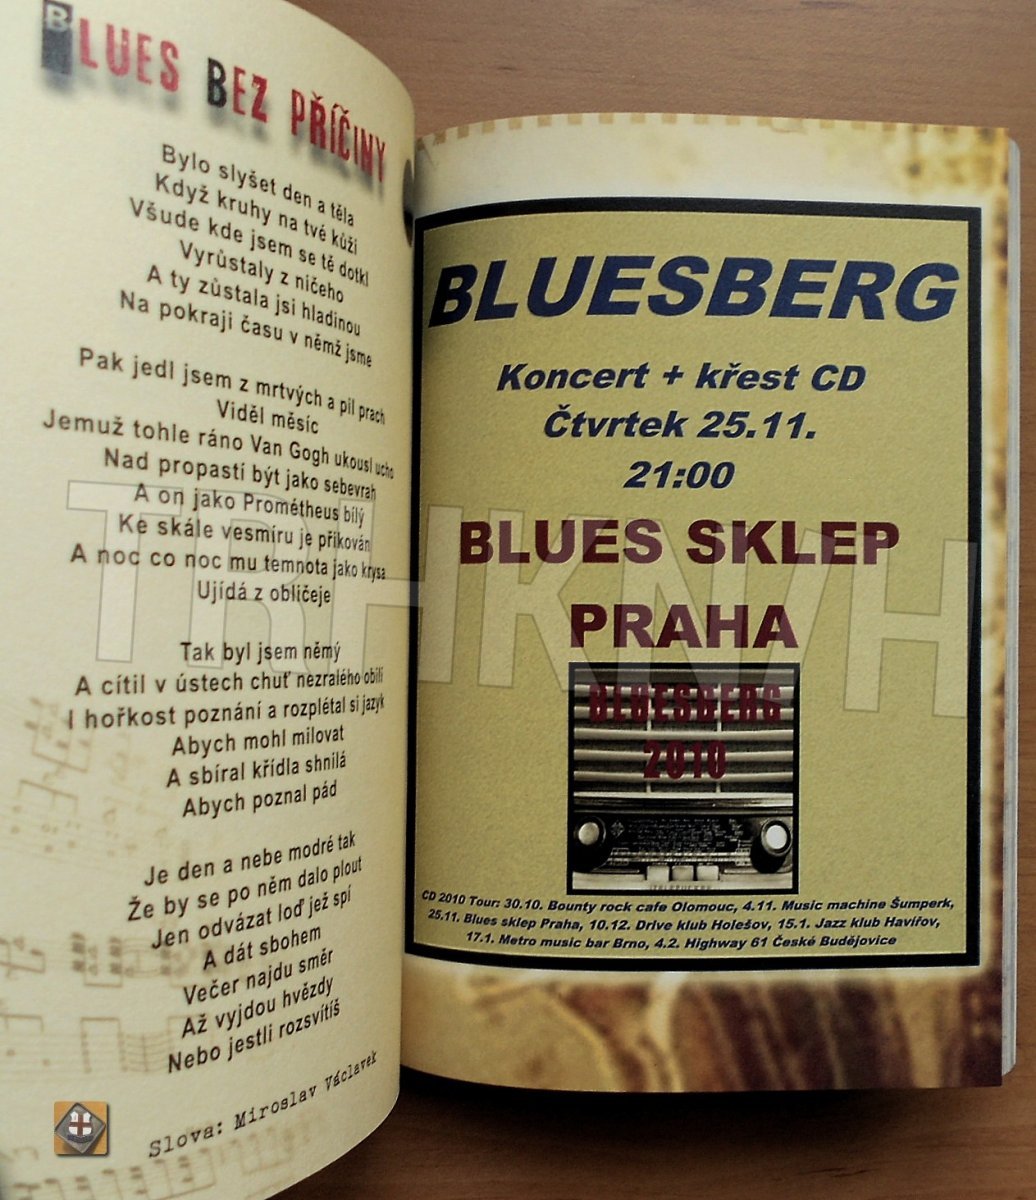 BLUES BEZ PŘÍČINY
Bylo slyšet den a těla
Když kruhy na tvé kůži
Všude kde jsem se tě dotkl
Vyrůstaly z ničeho
A ty zůstala jsi hladinou
Na pokraji času v němž jsme
Pak jedl jsem z mrtvých a pil prach
Viděl měsíc
Jemuž tohle ráno Van Gogh ukousl ucho
Nad propastí být jako sebevrah
A on jako Prométheus bílý
Ke skále vesmíru je přikován
A noc co noc mu temnota jako krysa
Ujídá z obličeje
Tak byl jsem němý
A cítil v ústech chuť nezralého obilí
I hořkost poznání a rozplétal si jazyk
Abych mohl milovat
A sbíral křídla shnilá
Abych poznal pád
Je den a nebe modré tak
Že by se po něm dalo plout
Jen odvázat loď jež spí
A dát sbohem
Večer najdu směr
Až vyjdou hvězdy
Nebo jestli rozsvítíš
Slova: Miroslav Václavek
BLUESBERG
Koncert + křest CD
Čtvrtek 25.11.
21:00
BLUES SKLEP
PRAHA
BLUESBERG
2010
CD 2010 Tour: 30.10. Bounty rock cafe Olomouc, 4.11. Music machine Šumperk,
25.11. Blues sklep Praha, 10.12. Drive klub Holešov, 15.1. Jazz klub Havířov,
17.1. Metro music bar Brno, 4.2. Highway 61 České Budějovice
TRHKNIH